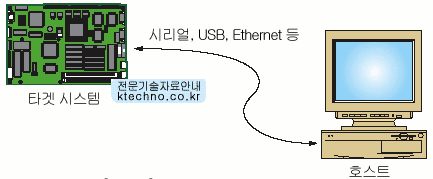 시리얼, USB, Ethernet 등
전문기술자료안내
ktechno.co.kr
타겟 시스템
호스트